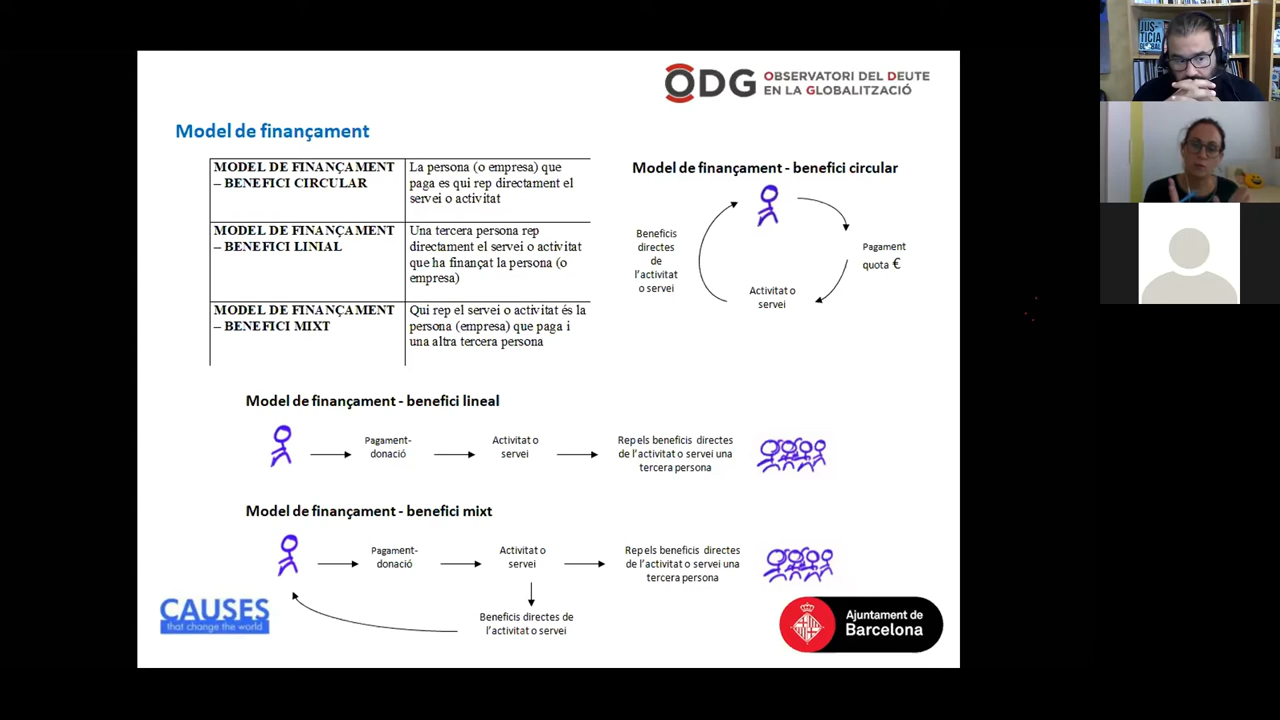 ODG OBSERVATORI DEL DEUTE
EN LA GLOBALITZACIÓ
Model de finançament
MODEL DE FINANÇAMENT
– BENEFICI CIRCULAR
La persona (o empresa) que
paga es qui rep directament el
servei o activitat
MODEL DE FINANÇAMENT
– BENEFICI LINIAL
Una tercera persona rep
directament el servei o activitat
que ha finançat la persona (o
empresa)
MODEL DE FINANÇAMENT
– BENEFICI MIXT
Qui rep el servei o activitat és la
persona (empresa) que paga i
una altra tercera persona
Model de finançament - benefici circular
Beneficis
directes
de
l'activitat
o servei
Pagament
quota €
Activitat o
servei
Model de finançament - benefici lineal
Pagament-
donació
Activitat o
servei
Rep els beneficis directes
de l'activitat o servei una
tercera persona
Model de finançament - benefici mixt
Pagament-
donació
Activitat o
servei
Rep els beneficis directes
de l'activitat o servei una
tercera persona
Beneficis directes de
l'activitat o servei
CAUSES
that change the world
Ajuntament de
Barcelona
JUS
TÍCIA
GLOBAL